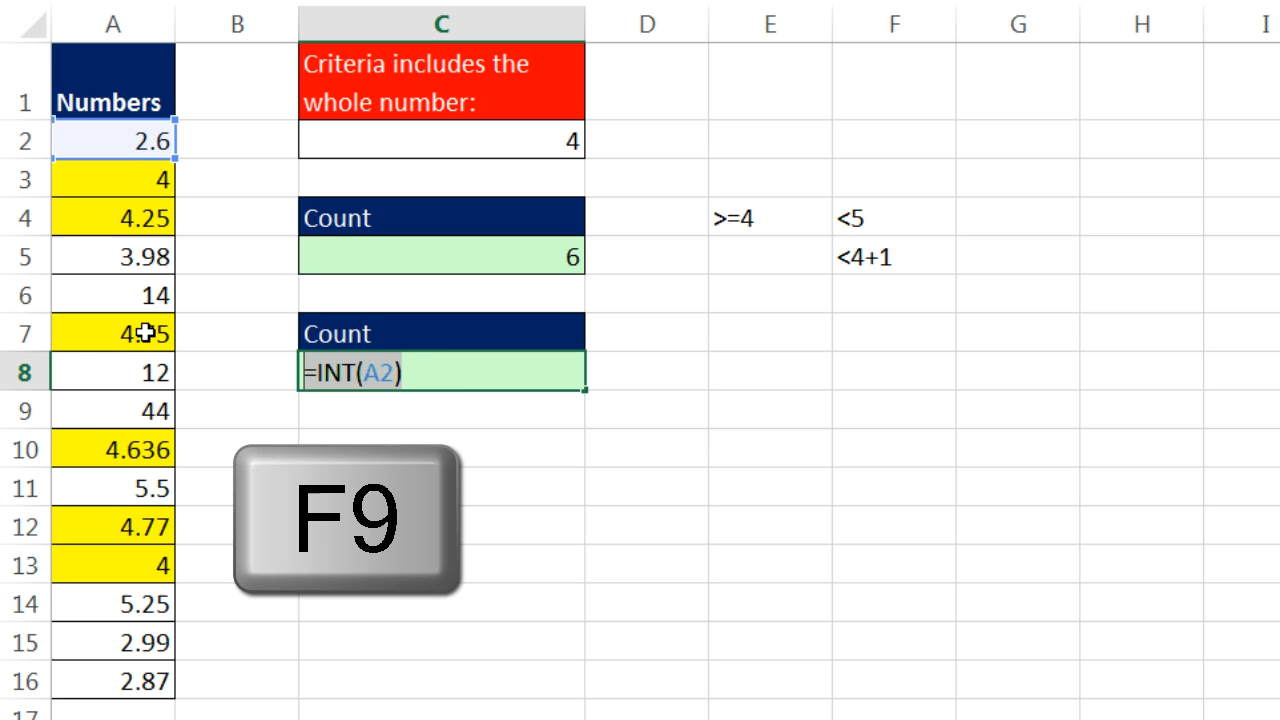 A B C D E F G H I
1 Numbers Criteria includes the
whole number:
2 2.6 4
3 4
4 4.25 Count >=4 <5
5 3.98 6 <4+1
6 14
7 Count
8 12 =INT(A2)
9 44
10 4.636
11 5.5
12 4.77
13 4
14 5.25
15 2.99
16 2.87
17
F9